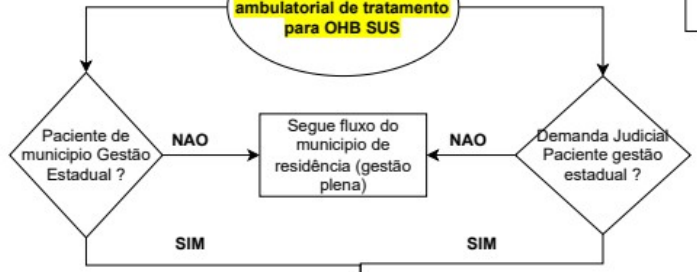 ambulatorial de tratamento
para OHB SUS
Paciente de
municipio Gestão
Estadual ?
NAO
Segue fluxo do
municipio de
residência (gestão
plena)
NAO
Demanda Judicial
Paciente gestão
estadual ?
SIM
SIM